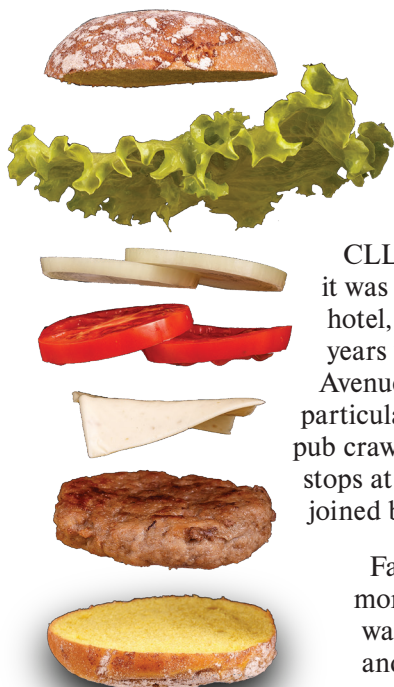 CLL
it was
hotel,
years
Avenue
particula
pub craw
stops at
joined b
Fa
mor
wa
and